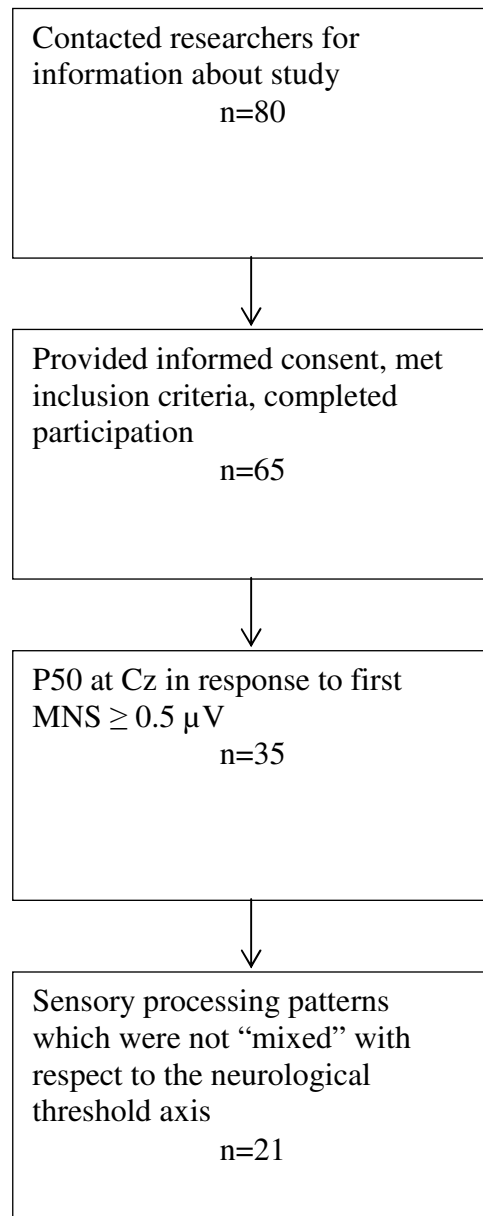 Contacted researchers for
information about study
n=80
Provided informed consent, met
inclusion criteria, completed
participation
n=65
P50 at Cz in response to first
MNS ≥ 0.5 µV
n=35
Sensory processing patterns
which were not “mixed” with
respect to the neurological
threshold axis
n=21